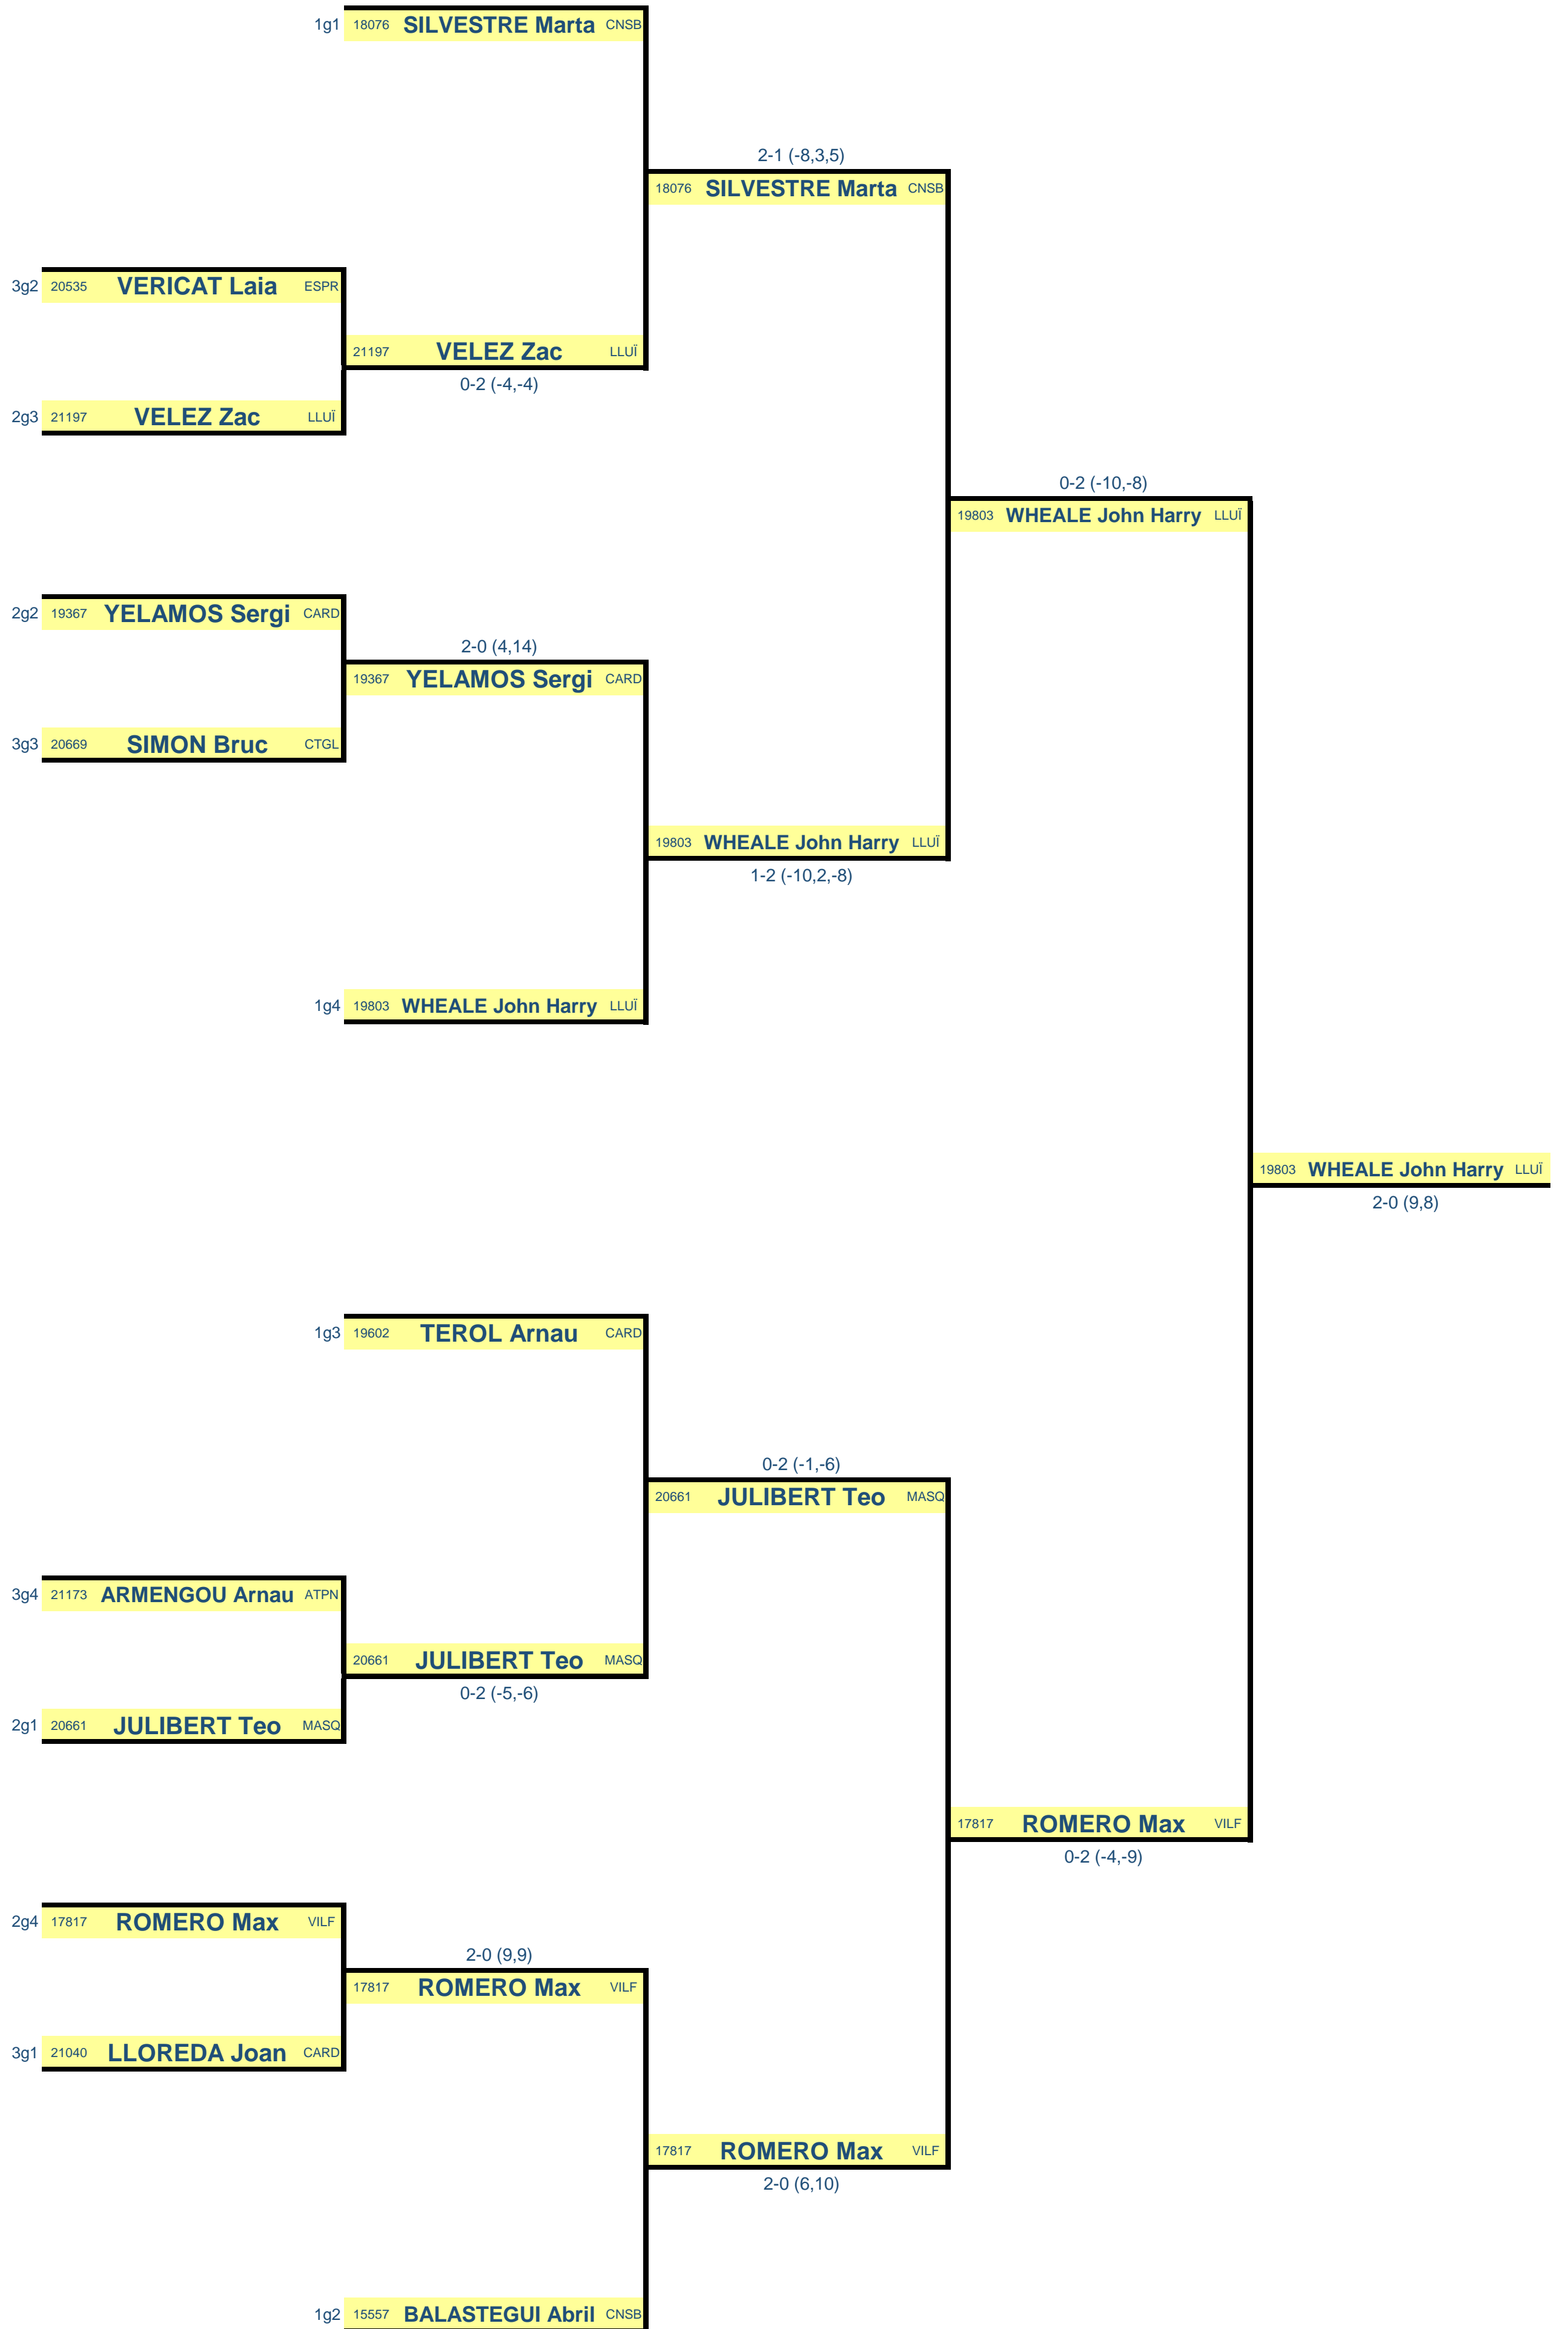 1g1 18076 SILVESTRE Marta CNSB
2-1 (-8,3,5)
18076 SILVESTRE Marta CNSB
3g2 20535 VERICAT Laia ESPR
21197 VELEZ Zac LLUÏ
0-2 (-4,-4)
2g3 21197 VELEZ Zac LLUÏ
0-2 (-10,-8)
19803 WHEALE John Harry LLUÏ
2g2 19367 YELAMOS Sergi CARD
2-0 (4,14)
19367 YELAMOS Sergi CARD
3g3 20669 SIMON Bruc CTGL
19803 WHEALE John Harry LLUÏ
1-2 (-10,2,-8)
1g4 19803 WHEALE John Harry LLUÏ
19803 WHEALE John Harry LLUÏ
2-0 (9,8)
1g3 19602 TEROL Arnau CARD
0-2 (-1,-6)
20661 JULIBERT Teo MASQ
3g4 21173 ARMENGOU Arnau ATPN
20661 JULIBERT Teo MASQ
0-2 (-5,-6)
2g1 20661 JULIBERT Teo MASQ
17817 ROMERO Max VILF
0-2 (-4,-9)
2g4 17817 ROMERO Max VILF
2-0 (9,9)
17817 ROMERO Max VILF
3g1 21040 LLOREDA Joan CARD
17817 ROMERO Max VILF
2-0 (6,10)
1g2 15557 BALASTEGUI Abril CNSB